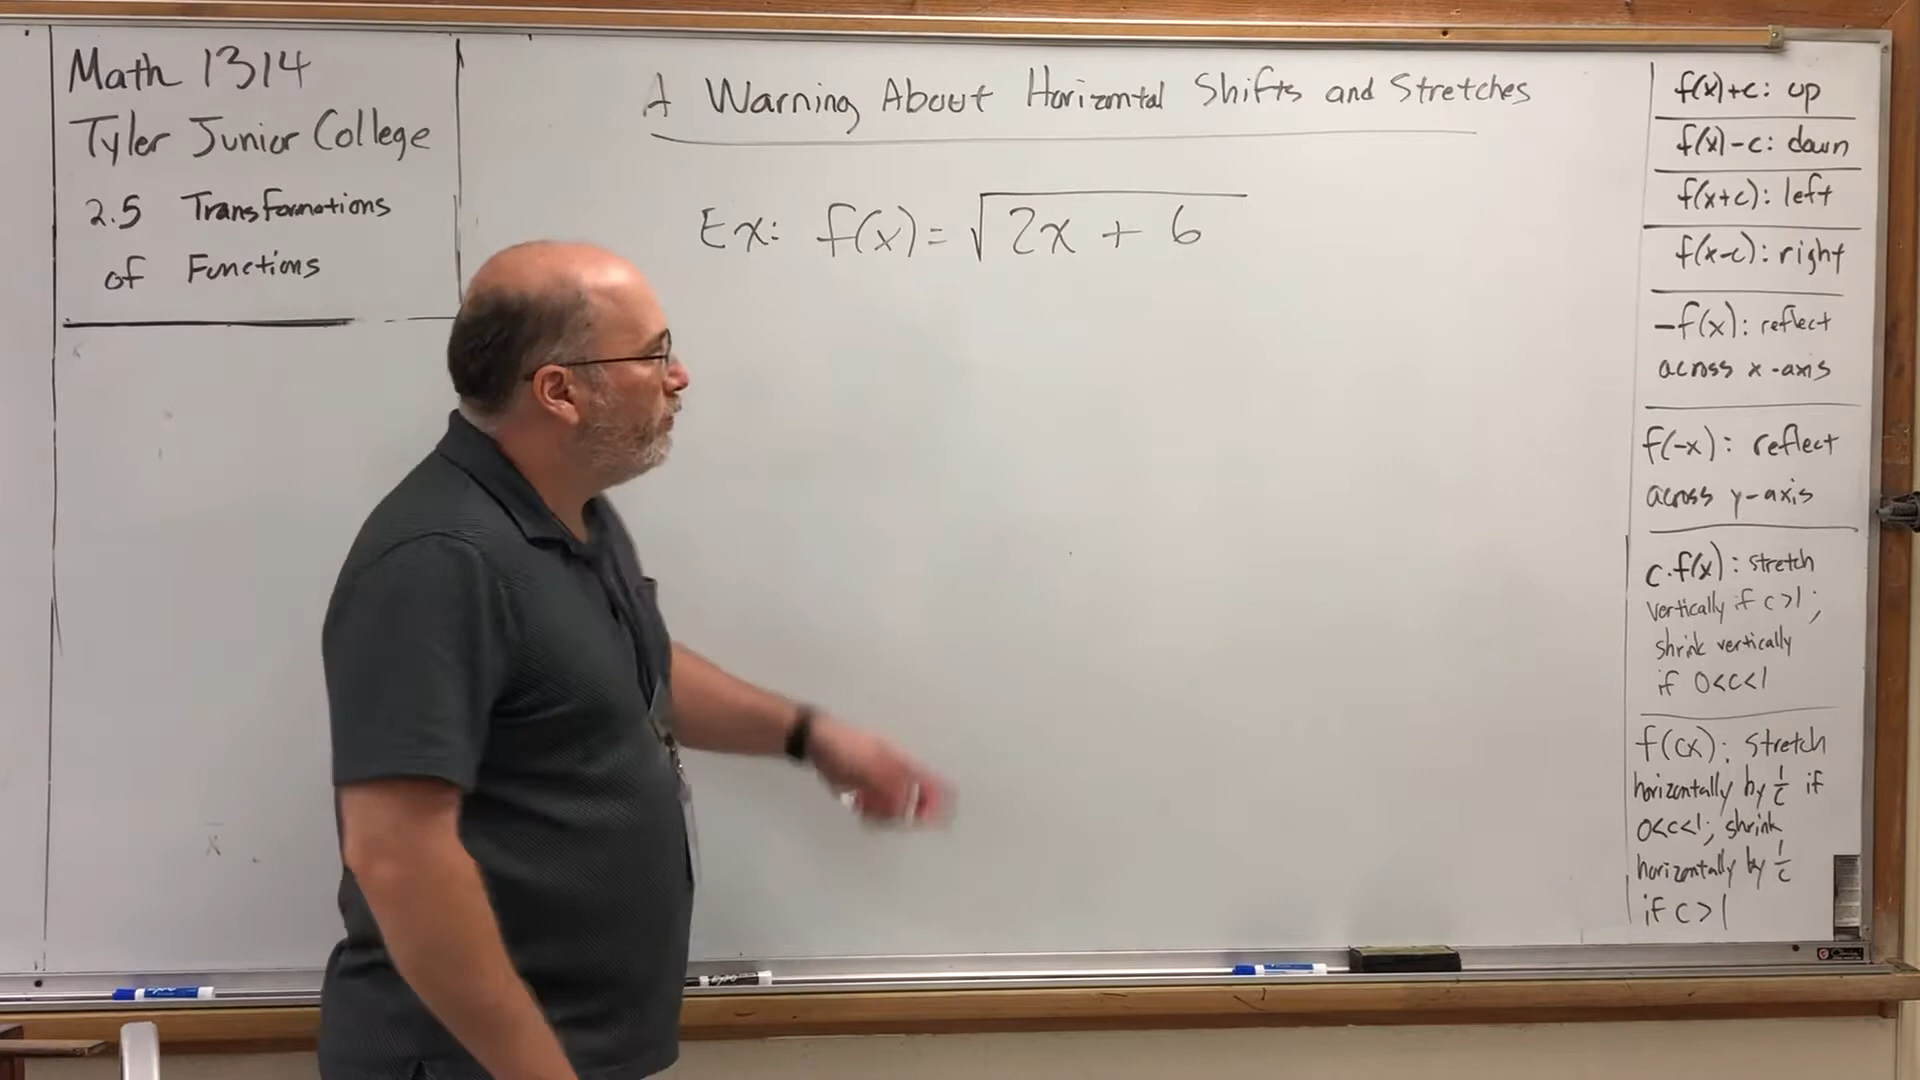 Math 1314
Tyler Junior College
2.5 Transformations
of Functions
A Warning About Horizontal Shifts and Stretches
Ex: f(x) = √2x + 6
f(x)+c: up
f(x)-c: down
f(x+c): left
f(x-c): right
-f(x): reflect
across x-axis
f(-x): reflect
across y-axis
c·f(x): stretch
vertically if c>1;
shrink vertically
if 0<c<1
f(cx): stretch
horizontally by 1/c if
0<c<1; shrink
horizontally by 1/c
if c>1